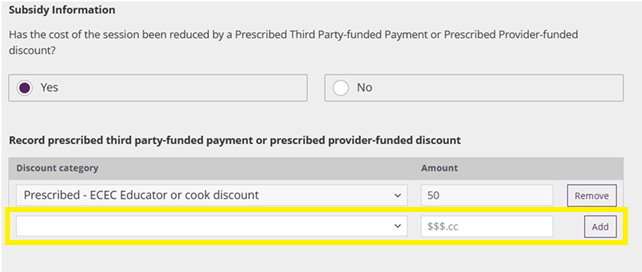 Subsidy Information
Has the cost of the session been reduced by a Prescribed Third Party-funded Payment or Prescribed Provider-funded
discount?
Yes No
Record prescribed third party-funded payment or prescribed provider-funded discount
Discount category Amount
Prescribed - ECEC Educator or cook discount 50 Remove
$$$.cc Add